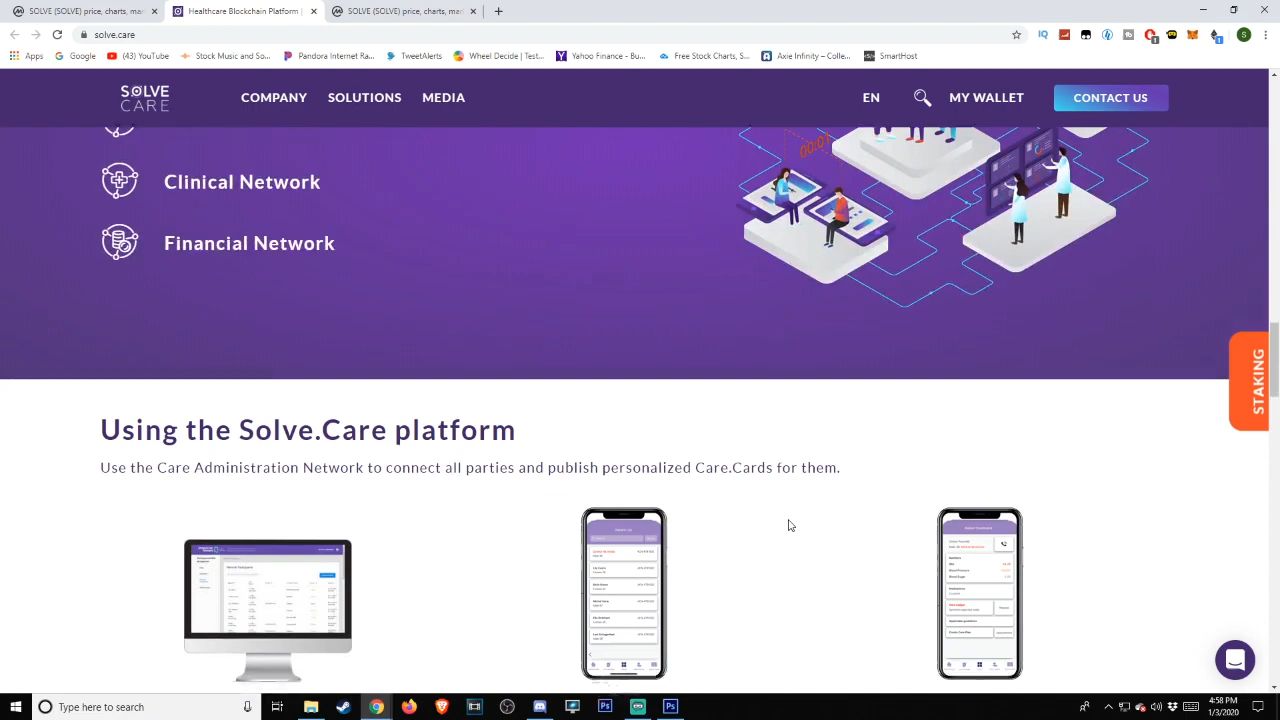 SOLVE (SOLVE) price, charts, mar
Healthcare Blockchain Platform |
SOLVE (SOLVE) price, charts, mar
solve.care
Apps
Google
(43) YouTube
Stock Music and So...
Pandora Internet Ra...
TweetAlerts
Wheel Decide | Test...
Yahoo Finance - Bu...
Free Stock Charts, S...
Axie Infinity – Colle...
SmartHost
SOLVE
CARE
COMPANY
SOLUTIONS
MEDIA
EN
MY WALLET
CONTACT US
00:01
Clinical Network
Financial Network
STAKING
Using the Solve.Care platform
Use the Care Administration Network to connect all parties and publish personalized Care.Cards for them.
Type here to search
4:58 PM
1/3/2020